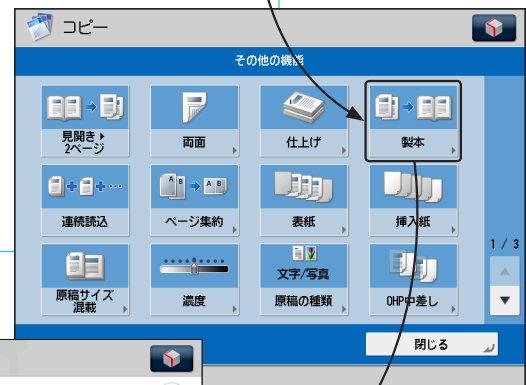 コピー
その他の機能
見開き▶
2ページ
両面
仕上げ
製本
連続読込
ページ集約
表紙
挿入紙
原稿サイズ
混載
濃度
文字/写真
原稿の種類
OHP中差し
1 / 3
閉じる